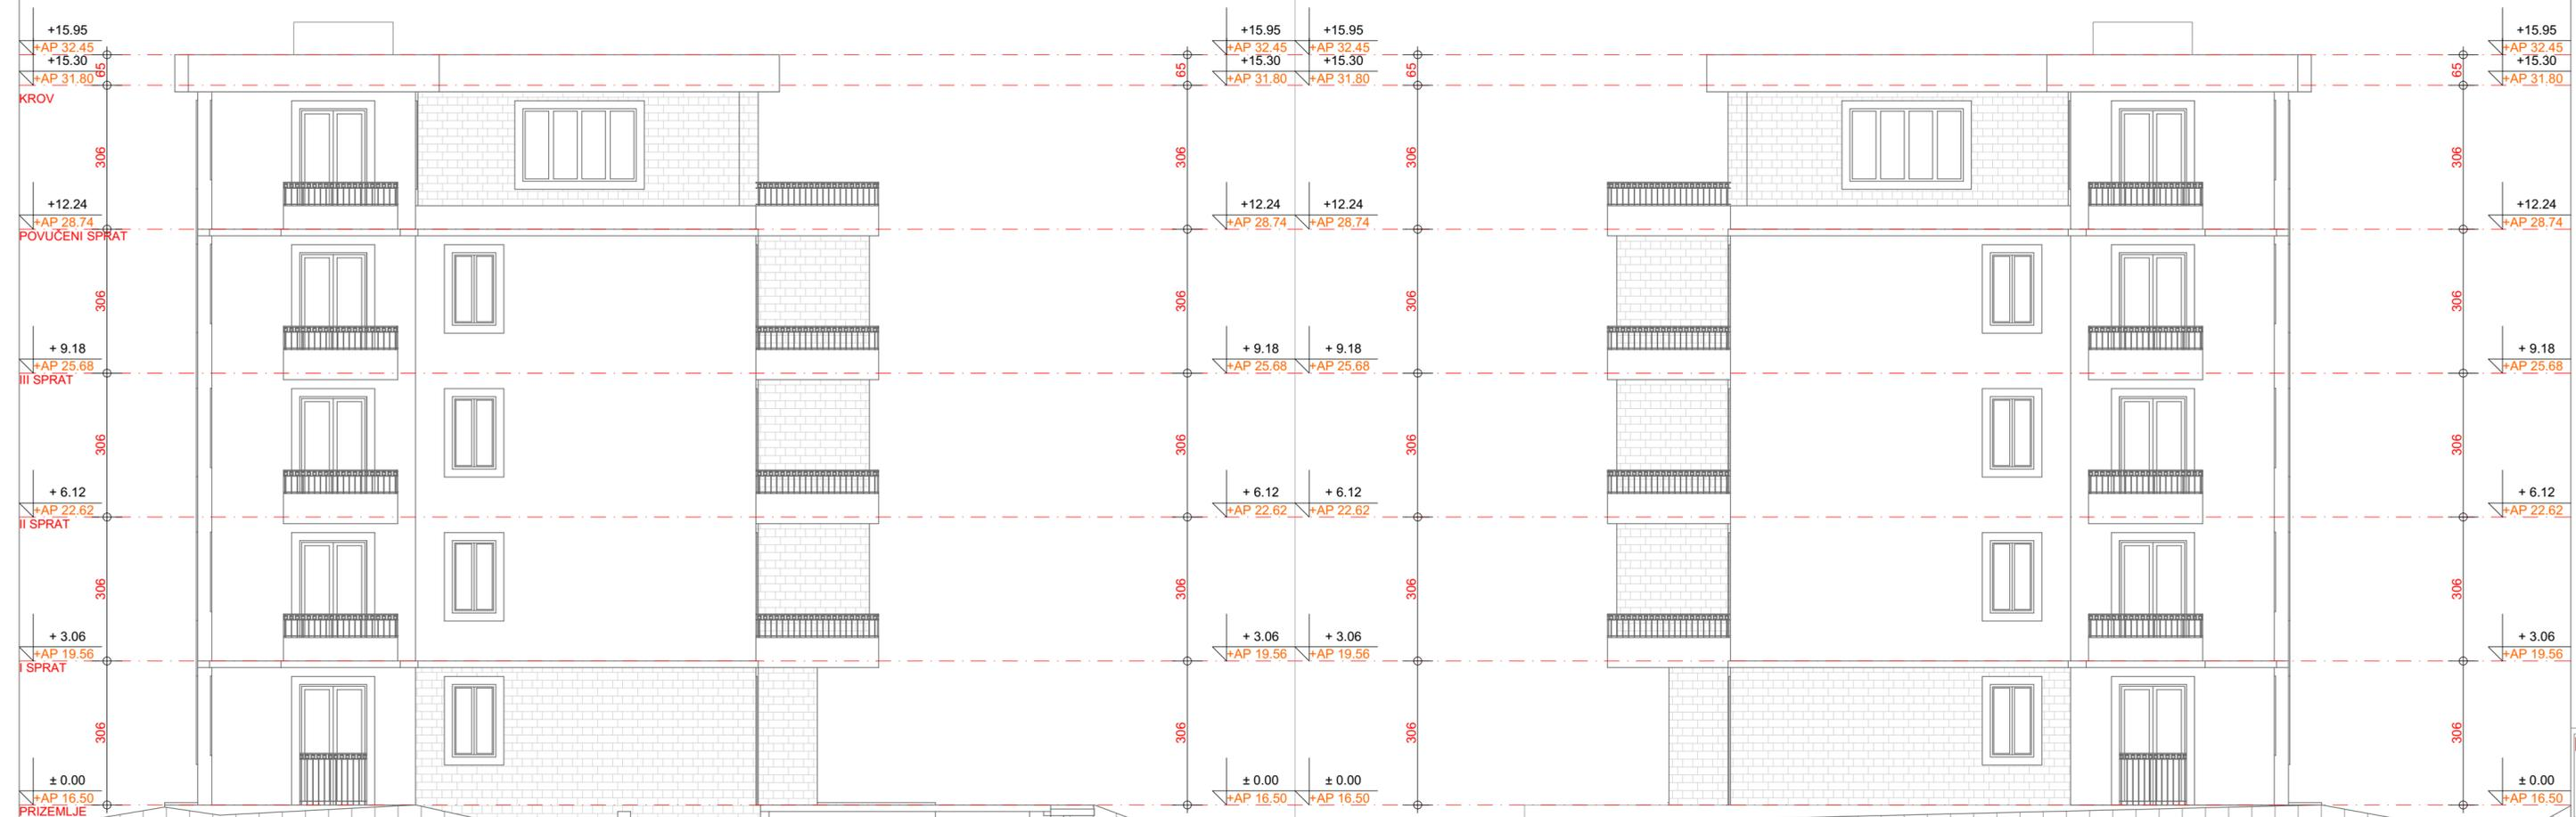 +15.95 +15.95 +15.95 +15.95
+AP 32.45 +AP 32.45 +AP 32.45 +AP 32.45
65 65 65 65
+15.30 +15.30 +15.30 +15.30
+AP 31.80 +AP 31.80 +AP 31.80 +AP 31.80
KROV
306 306 306 306
+12.24 +12.24 +12.24 +12.24
+AP 28.74 +AP 28.74 +AP 28.74 +AP 28.74
POVUČENI SPRAT
306 306 306 306
+ 9.18 + 9.18 + 9.18 + 9.18
+AP 25.68 +AP 25.68 +AP 25.68 +AP 25.68
III SPRAT
306 306 306 306
+ 6.12 + 6.12 + 6.12 + 6.12
+AP 22.62 +AP 22.62 +AP 22.62 +AP 22.62
II SPRAT
306 306 306 306
+ 3.06 + 3.06 + 3.06 + 3.06
+AP 19.56 +AP 19.56 +AP 19.56 +AP 19.56
I SPRAT
306 306 306 306
± 0.00 ± 0.00 ± 0.00 ± 0.00
+AP 16.50 +AP 16.50 +AP 16.50 +AP 16.50
PRIZEMLJE